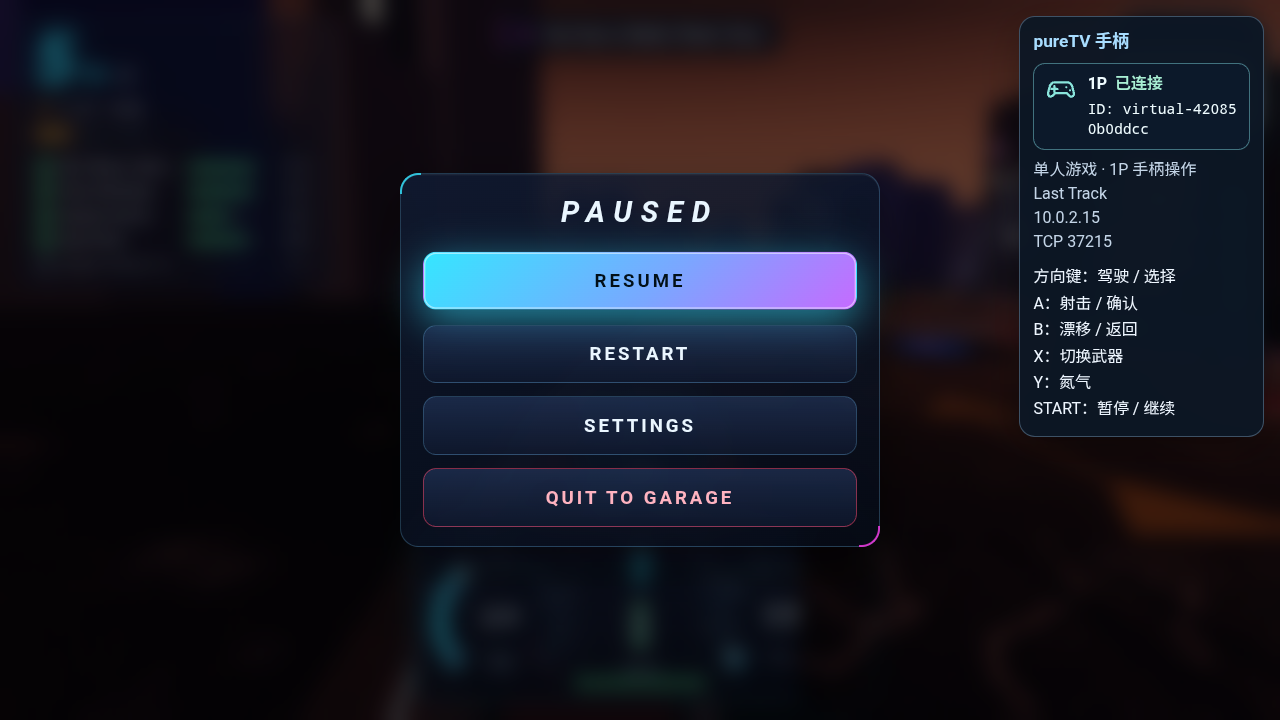 PAUSED
RESUME
RESTART
SETTINGS
QUIT TO GARAGE
pureTV 手柄
1P 已连接
ID: virtual-42085
0b0ddcc
单人游戏 · 1P 手柄操作
Last Track
10.0.2.15
TCP 37215
方向键：驾驶 / 选择
A：射击 / 确认
B：漂移 / 返回
X：切换武器
Y：氮气
START：暂停 / 继续